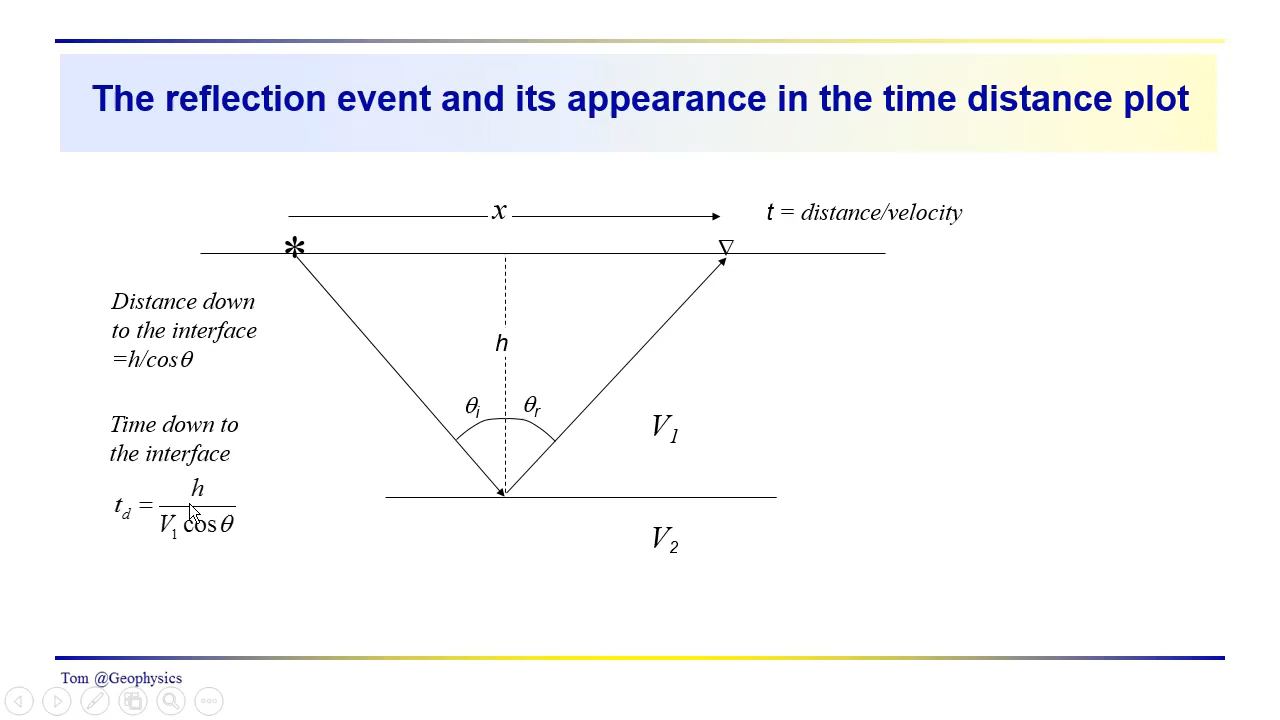 The reflection event and its appearance in the time distance plot
x
t = distance/velocity
Distance down
to the interface
=h/cosθ
h
θi θr
Time down to
the interface
V1
td = h / V1 cosθ
V2
Tom @Geophysics